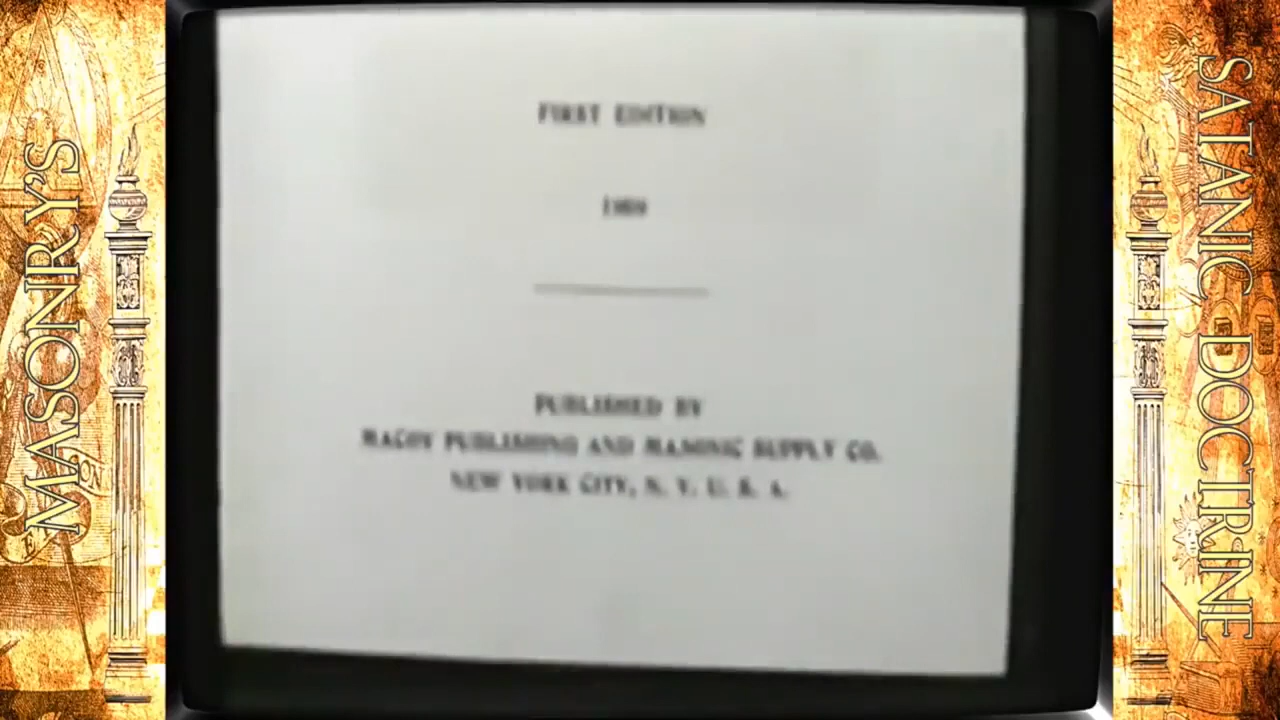 MASONRY'S
FIRST EDITION
PUBLISHED BY
MACOY PUBLISHING AND MASONIC SUPPLY CO.
NEW YORK CITY, N. Y. U. S. A.
SATANIC DOCTRINE